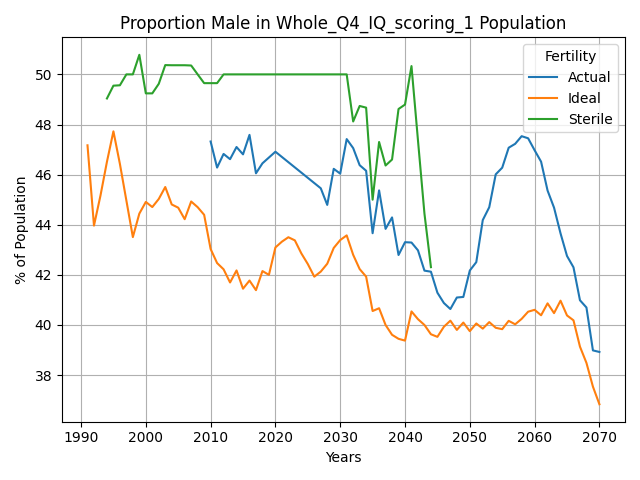 Proportion Male in Whole_Q4_IQ_scoring_1 Population
% of Population
50
48
46
44
42
40
38
Fertility
Actual
Ideal
Sterile
1990 2000 2010 2020 2030 2040 2050 2060 2070
Years